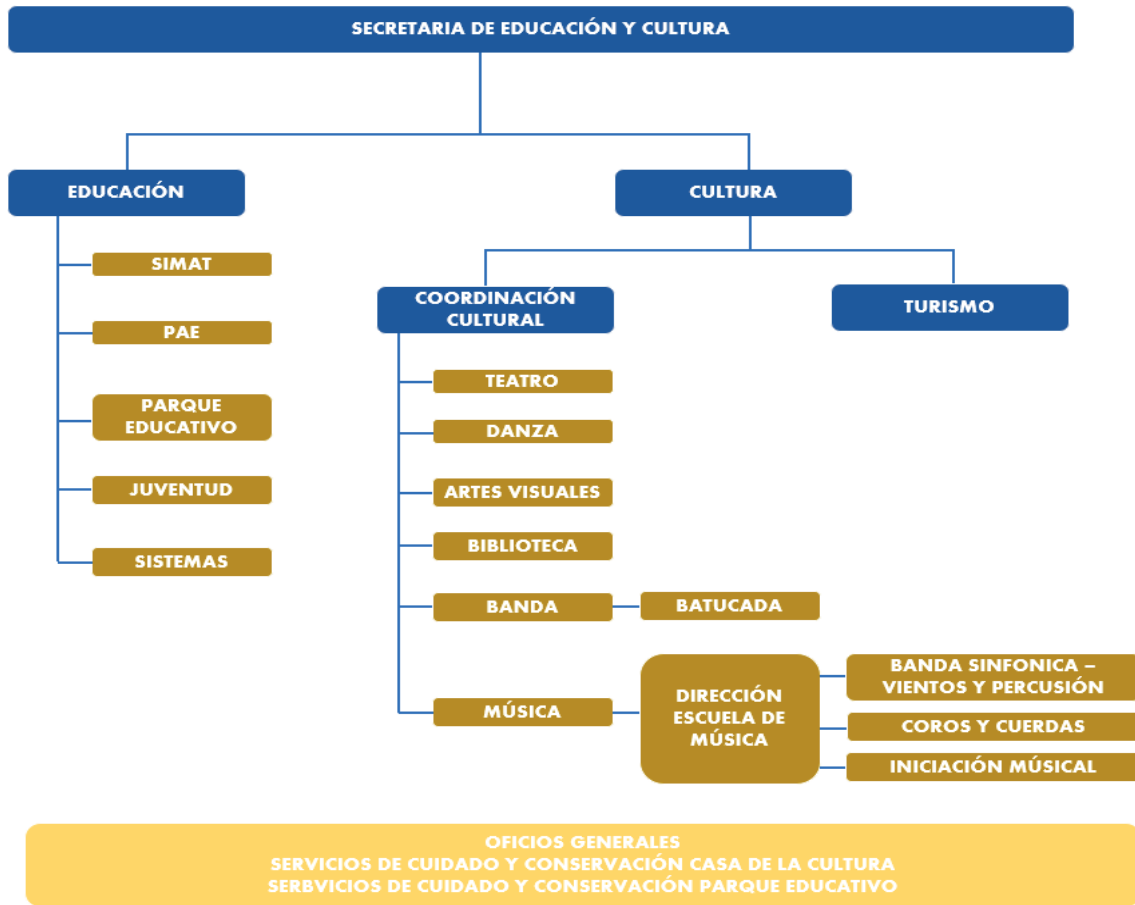 SECRETARIA DE EDUCACIÓN Y CULTURA
EDUCACIÓN
CULTURA
SIMAT
PAE
PARQUE
EDUCATIVO
JUVENTUD
SISTEMAS
COORDINACIÓN
CULTURAL
TURISMO
TEATRO
DANZA
ARTES VISUALES
BIBLIOTECA
BANDA
BATUCADA
MÚSICA
DIRECCIÓN
ESCUELA DE
MÚSICA
BANDA SINFONICA –
VIENTOS Y PERCUSIÓN
COROS Y CUERDAS
INICIACIÓN MÚSICAL
OFICIOS GENERALES
SERVICIOS DE CUIDADO Y CONSERVACIÓN CASA DE LA CULTURA
SERBVICIOS DE CUIDADO Y CONSERVACIÓN PARQUE EDUCATIVO